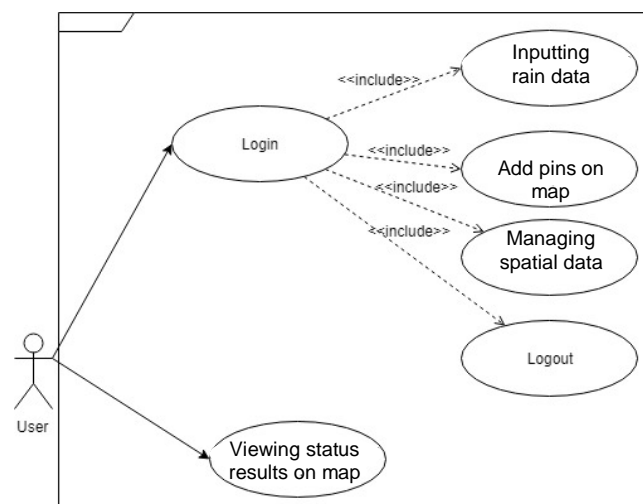 Inputting
rain data
<<include>>
Login
<<include>>
Add pins on
map
<<include>>
<<include>>
Managing
spatial data
Logout
User
Viewing status
results on map